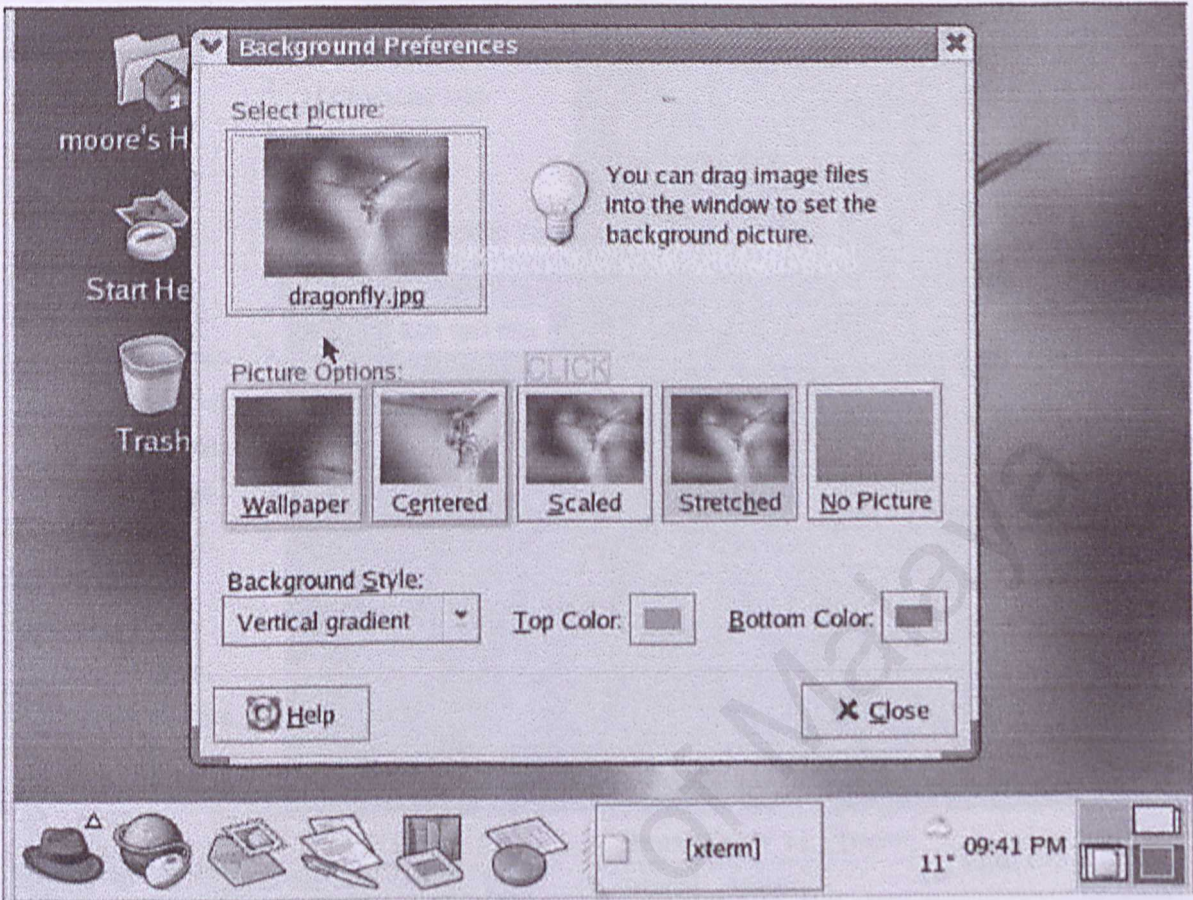 Background Preferences
Select picture:
moore's H
You can drag image files
into the window to set the
background picture.
dragonfly.jpg
Start He
Picture Options:
CLICK
Trash
Wallpaper
Centered
Scaled
Stretched
No Picture
Background Style:
Vertical gradient
Top Color:
Bottom Color:
Help
Close
[xterm]
11°
09:41 PM
of Malaya